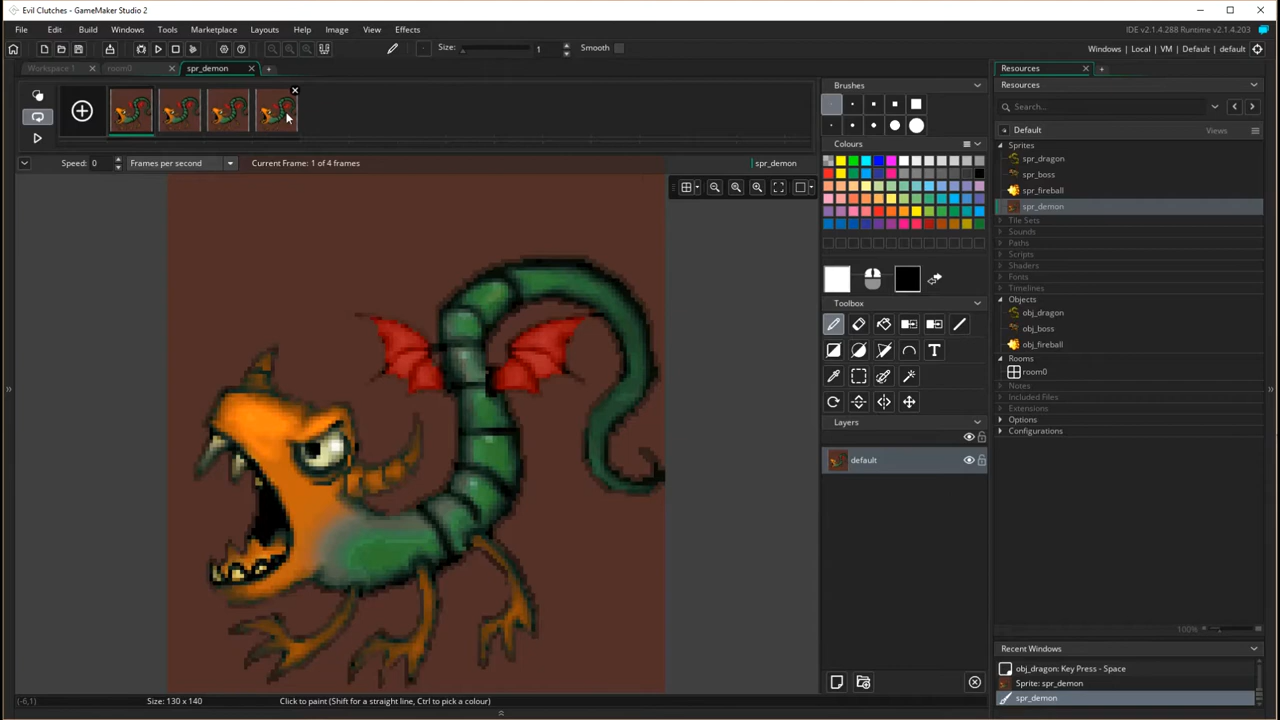 Evil Clutches - GameMaker Studio 2
File Edit Build Windows Tools Marketplace Layouts Help Image View Effects
IDE v2.1.4.288 Runtime v2.1.4.203
Size: 1 Smooth
Windows | Local | VM | Default | default
Workspace 1 room0 spr_demon
Speed: 0 Frames per second Current Frame: 1 of 4 frames spr_demon
Brushes
Colours
Toolbox
T
Layers
default
Resources
Resources
Search...
Default Views
Sprites
spr_dragon
spr_boss
spr_fireball
spr_demon
Tile Sets
Sounds
Paths
Scripts
Shaders
Fonts
Timelines
Objects
obj_dragon
obj_boss
obj_fireball
Rooms
room0
Notes
Included Files
Extensions
Options
Configurations
100%
Recent Windows
obj_dragon: Key Press - Space
Sprite: spr_demon
spr_demon
(-6,1) Size: 130 x 140 Click to paint (Shift for a straight line, Ctrl to pick a colour)